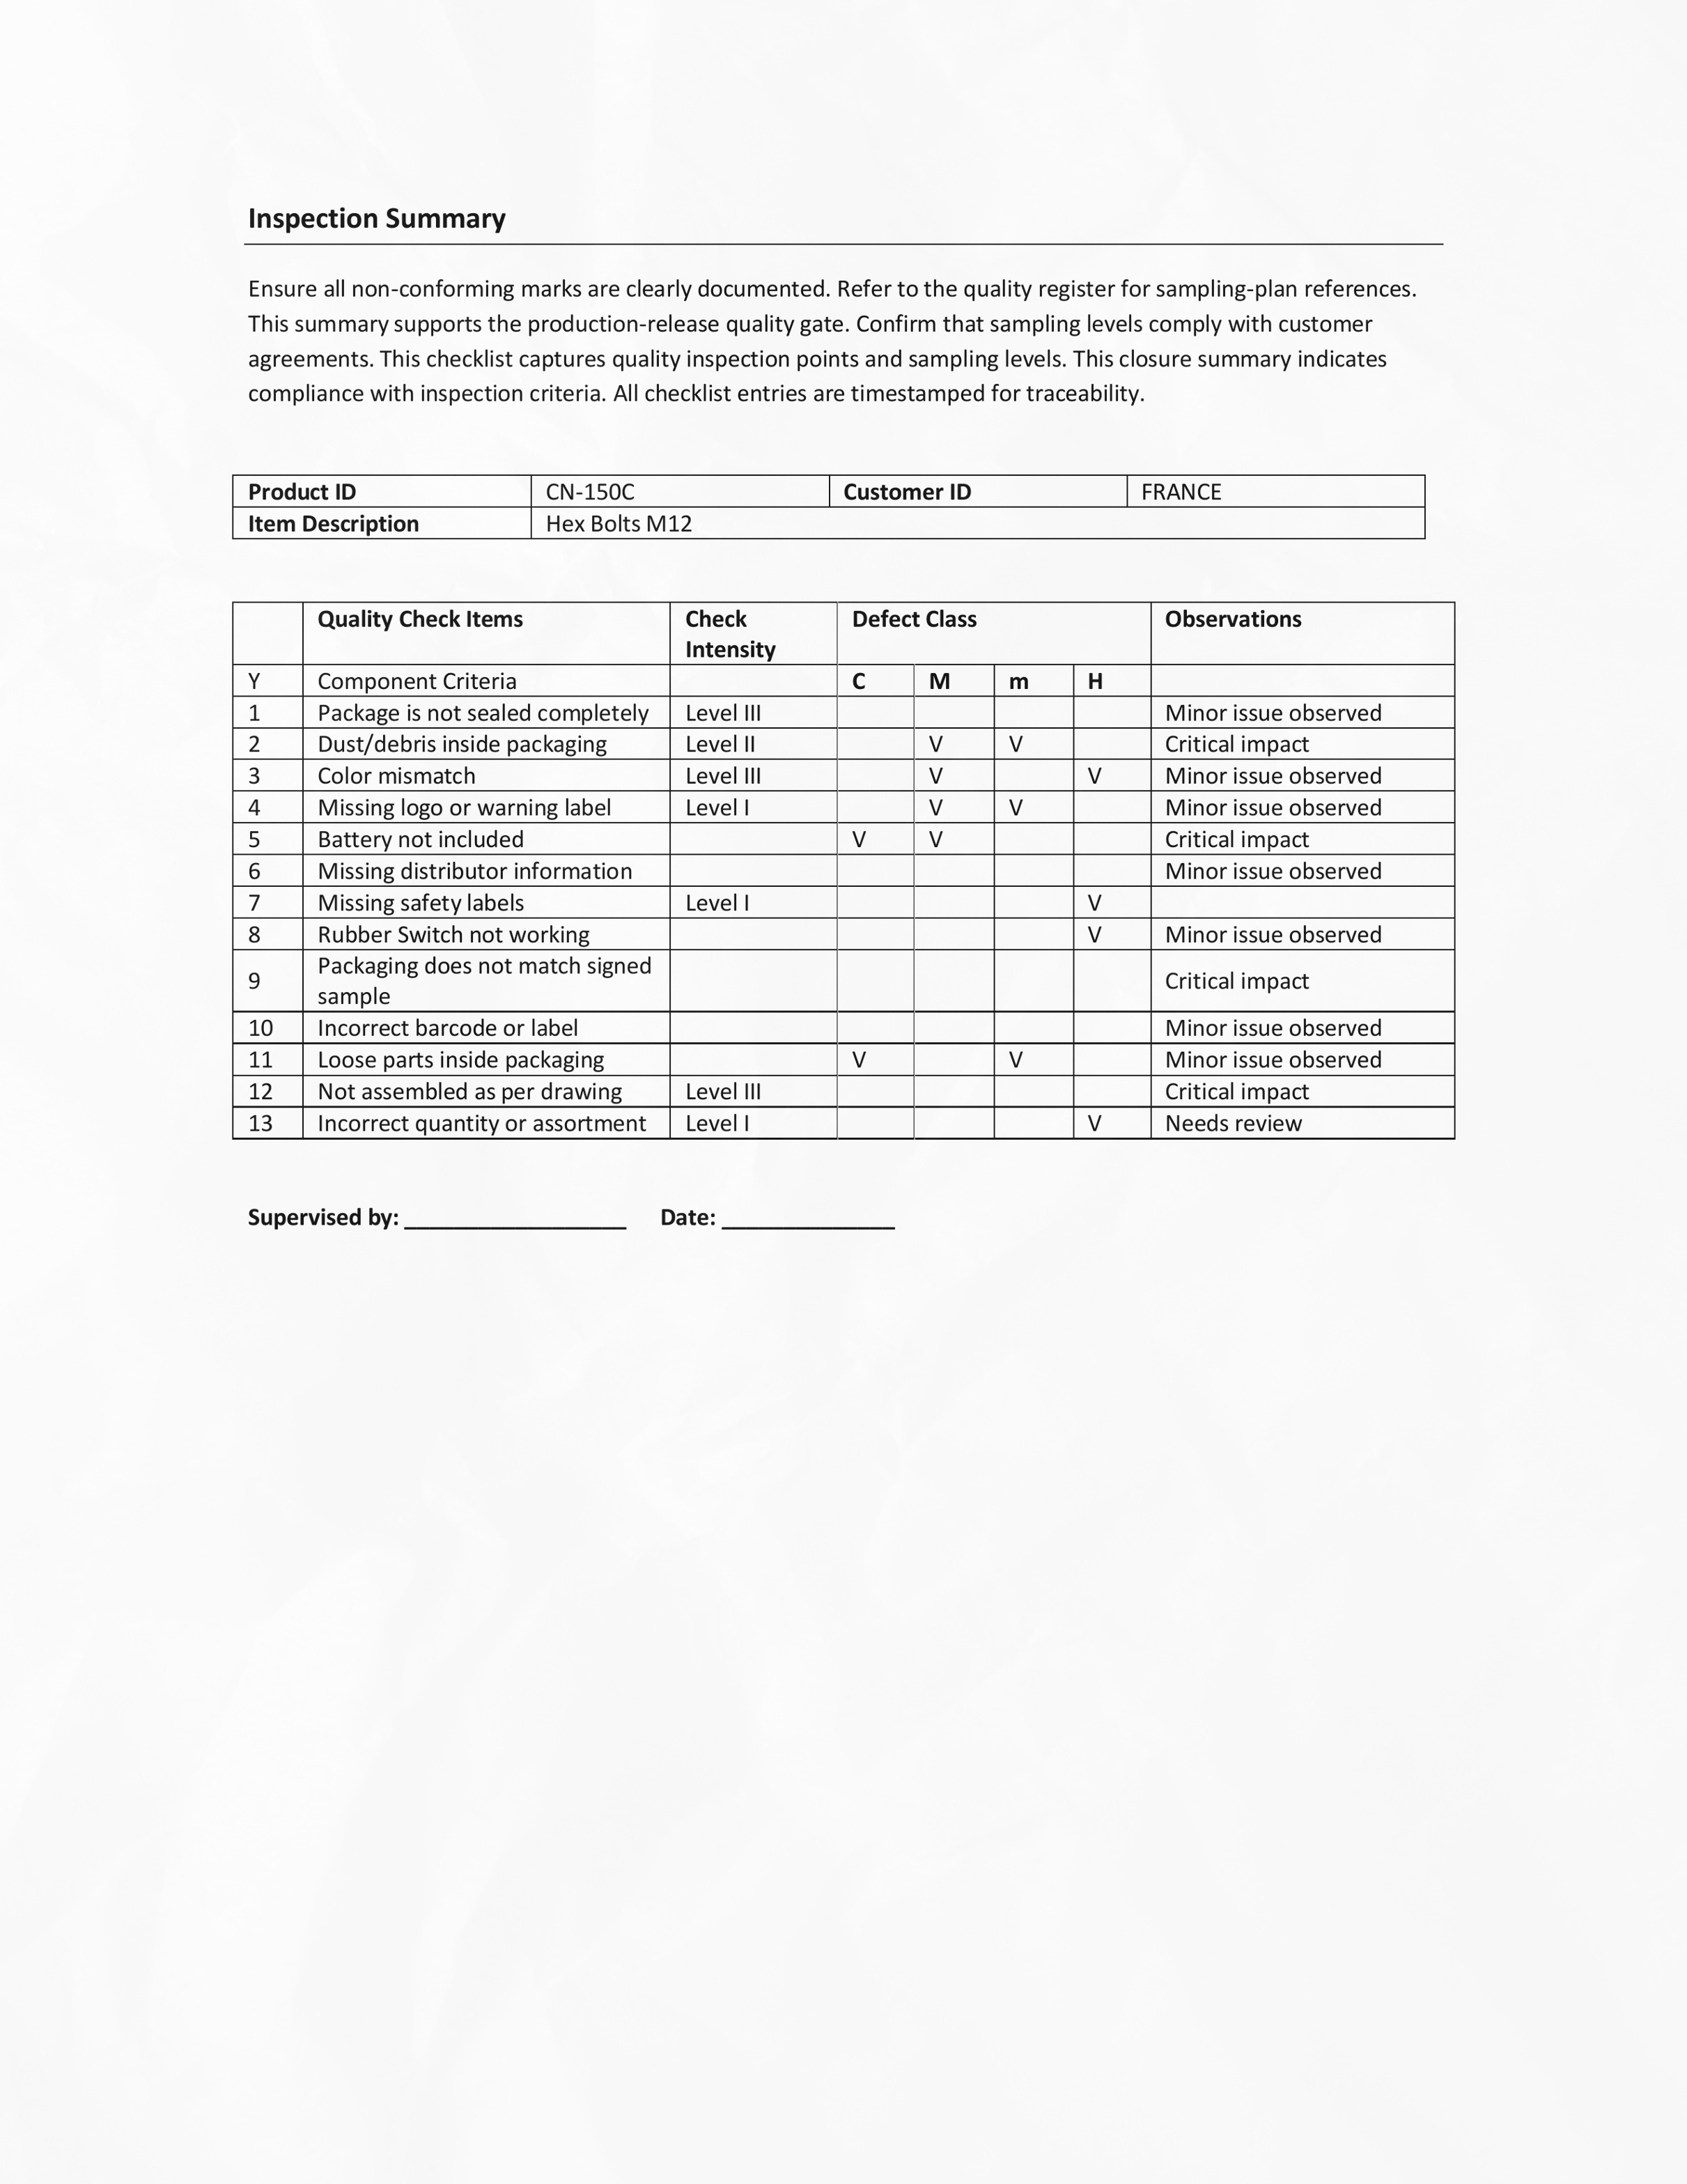 Inspection Summary
Ensure all non-conforming marks are clearly documented. Refer to the quality register for sampling-plan references.
This summary supports the production-release quality gate. Confirm that sampling levels comply with customer
agreements. This checklist captures quality inspection points and sampling levels. This closure summary indicates
compliance with inspection criteria. All checklist entries are timestamped for traceability.
Product ID CN-150C Customer ID FRANCE
Item Description Hex Bolts M12
Quality Check Items Check Defect Class Observations
Intensity
Y Component Criteria C M m H
1 Package is not sealed completely Level III Minor issue observed
2 Dust/debris inside packaging Level II V V Critical impact
3 Color mismatch Level III V V Minor issue observed
4 Missing logo or warning label Level I V V Minor issue observed
5 Battery not included V V Critical impact
6 Missing distributor information Minor issue observed
7 Missing safety labels Level I V
8 Rubber Switch not working V Minor issue observed
9 Packaging does not match signed Critical impact
sample
10 Incorrect barcode or label Minor issue observed
11 Loose parts inside packaging V V Minor issue observed
12 Not assembled as per drawing Level III Critical impact
13 Incorrect quantity or assortment Level I V Needs review
Supervised by: __________________ Date: ______________